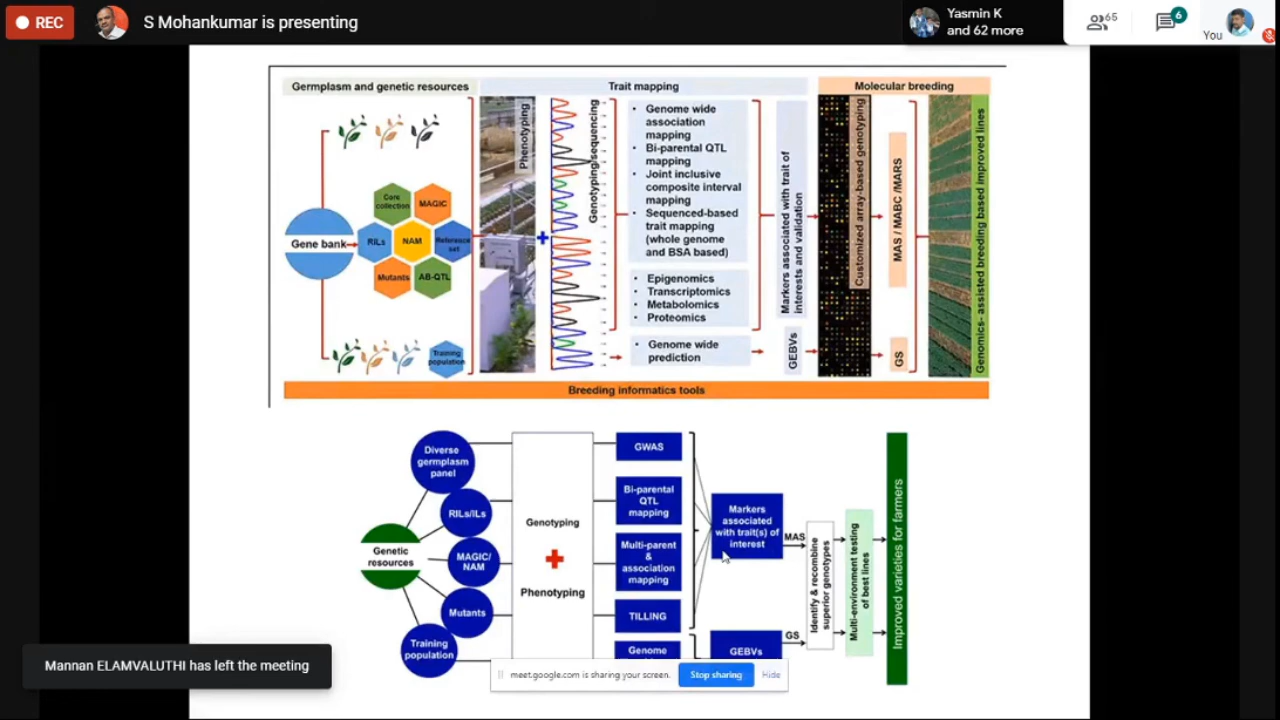 REC
S Mohankumar is presenting
Yasmin K
and 62 more
65
6
You
Germplasm and genetic resources
Trait mapping
Molecular breeding
Gene bank
Core
collection
MAGIC
RILs
NAM
Reference
set
Mutants
AB-QTL
Training
population
Phenotyping
Genotyping/sequencing
• Genome wide
association
mapping
• Bi-parental QTL
mapping
• Joint inclusive
composite interval
mapping
• Sequenced-based
trait mapping
(whole genome
and BSA based)
• Epigenomics
• Transcriptomics
• Metabolomics
• Proteomics
• Genome wide
prediction
Markers associated with trait of
interests and validation
GEBVs
Customized array-based genotyping
MAS / MABC /MARS
GS
Genomics- assisted breeding based improved lines
Breeding informatics tools
Genetic
resources
Diverse
germplasm
panel
RILs/ILs
MAGIC/
NAM
Mutants
Training
population
Genotyping
Phenotyping
GWAS
Bi-parental
QTL
mapping
Multi-parent
&
association
mapping
TILLING
Genome
Markers
associated
with trait(s) of
interest
GEBVs
MAS
GS
Identify & recombine
superior genotypes
Multi-environment testing
of best lines
Improved varieties for farmers
Mannan ELAMVALUTHI has left the meeting
meet.google.com is sharing your screen.
Stop sharing
Hide